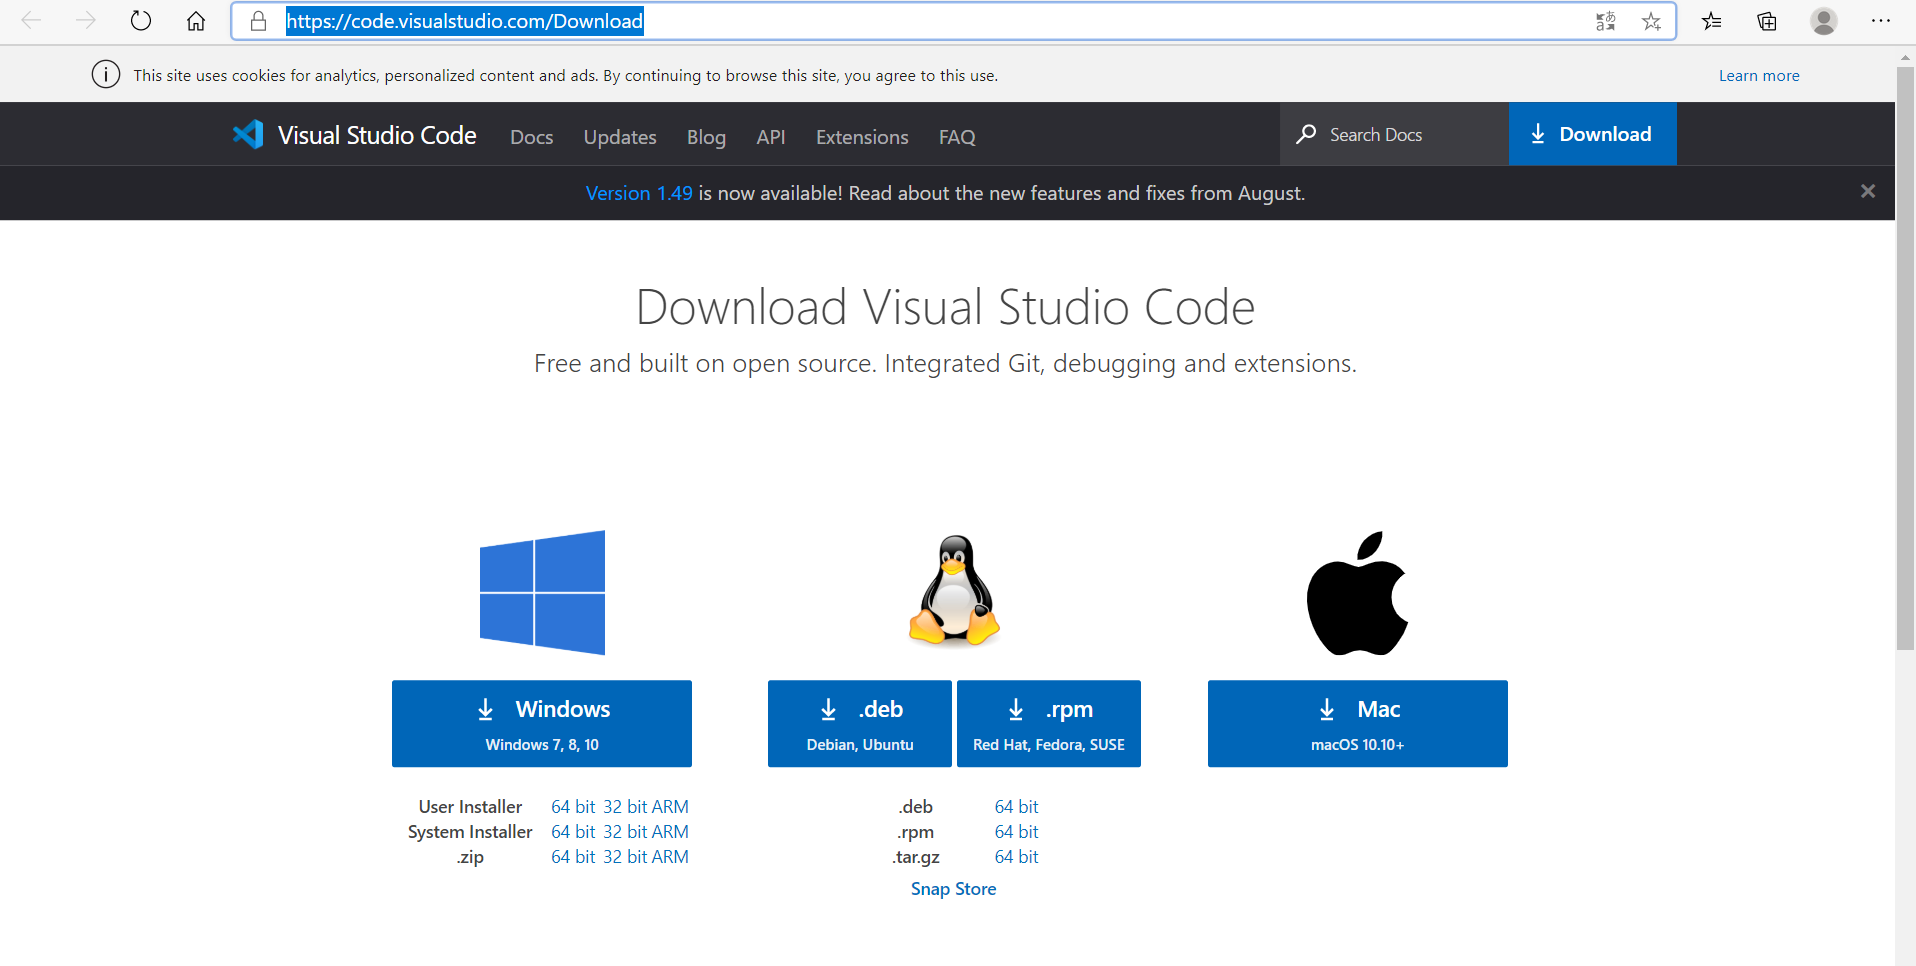 https://code.visualstudio.com/Download
This site uses cookies for analytics, personalized content and ads. By continuing to browse this site, you agree to this use. Learn more
Visual Studio Code Docs Updates Blog API Extensions FAQ Search Docs Download
Version 1.49 is now available! Read about the new features and fixes from August.
Download Visual Studio Code
Free and built on open source. Integrated Git, debugging and extensions.
Windows .deb .rpm Mac
Windows 7, 8, 10 Debian, Ubuntu Red Hat, Fedora, SUSE macOS 10.10+
User Installer 64 bit 32 bit ARM .deb 64 bit
System Installer 64 bit 32 bit ARM .rpm 64 bit
.zip 64 bit 32 bit ARM .tar.gz 64 bit
Snap Store